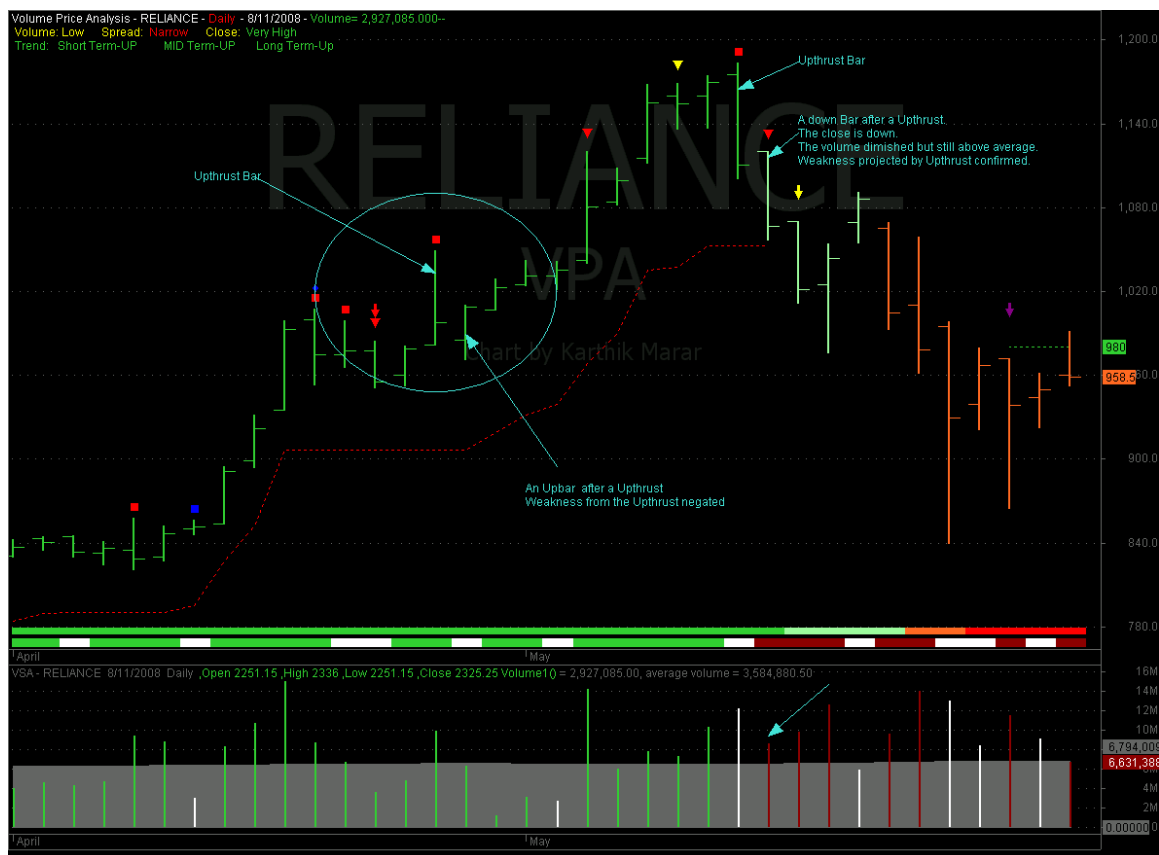 Volume Price Analysis - RELIANCE - Daily - 8/11/2008 - Volume= 2,927,085.000--
Volume: Low Spread: Narrow Close: Very High
Trend: Short Term-UP MID Term-UP Long Term-Up
1,200.0
Upthrust Bar
A down Bar after a Upthrust.
The close is down.
The volume diminished but still above average.
Weakness projected by Upthrust confirmed.
1,140.0
RELIANCE
Upthrust Bar
1,080.0
VPA
1,020.0
Chart by Karthik Marar
980
958.5
60.0
900.0
An Upbar after a Upthrust
Weakness from the Upthrust negated
840.0
780.0
April May
VSA - RELIANCE 8/11/2008 Daily ,Open 2251.15 ,High 2336 ,Low 2251.15 ,Close 2325.25 Volume1() = 2,927,085.00, average volume = 3,584,880.50
16M
14M
12M
10M
6,794,009
6,631,388
4M
2M
0.00000
April May